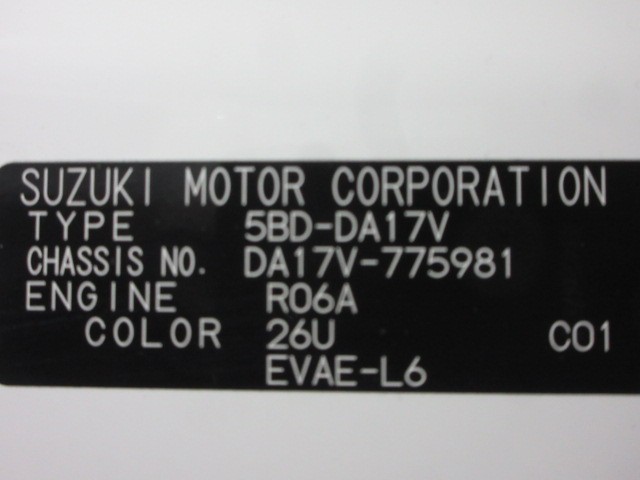 SUZUKI MOTOR CORPORATION
TYPE 5BD-DA17V
CHASSIS NO. DA17V-775981
ENGINE R06A
COLOR 26U C01
EVAE-L6